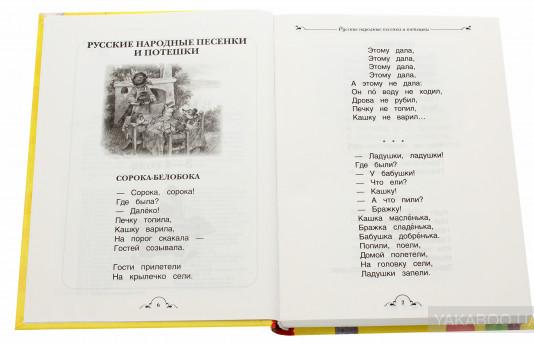 РУССКИЕ НАРОДНЫЕ ПЕСЕНКИ
И ПОТЕШКИ
СОРОКА-БЕЛОБОКА
— Сорока, сорока!
Где была?
— Далёко!
Печку топила,
Кашку варила,
На порог скакала —
Гостей созывала.
Гости прилетели
На крылечко сели.
6
Русские народные песенки и потешки
Этому дала,
Этому дала,
Этому дала,
Этому дала,
А этому не дала:
Он по воду не ходил,
Дрова не рубил,
Печку не топил,
Кашку не варил...
* * *
— Ладушки, ладушки!
Где были?
— У бабушки!
— Что ели?
— Кашку!
— А что пили?
— Бражку!
Кашка маслёнька,
Бражка сладёнька,
Бабушка добрёнька.
Попили, поели,
Домой полетели,
На головку сели,
Ладушки запели.
YAKABOO